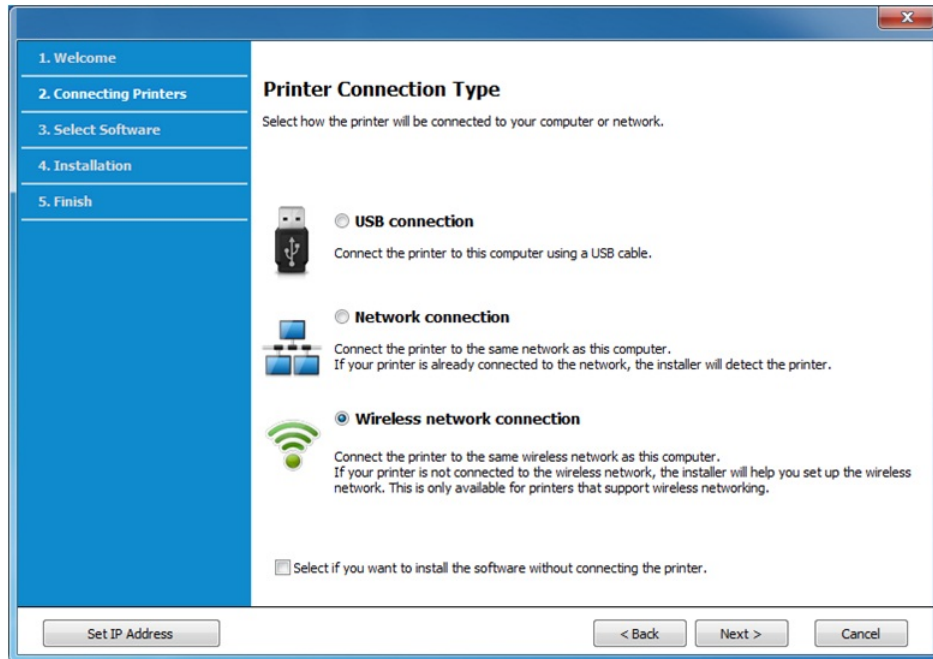 1. Welcome
2. Connecting Printers
3. Select Software
4. Installation
5. Finish
Printer Connection Type
Select how the printer will be connected to your computer or network.
USB connection
Connect the printer to this computer using a USB cable.
Network connection
Connect the printer to the same network as this computer.
If your printer is already connected to the network, the installer will detect the printer.
Wireless network connection
Connect the printer to the same wireless network as this computer.
If your printer is not connected to the wireless network, the installer will help you set up the wireless
network. This is only available for printers that support wireless networking.
Select if you want to install the software without connecting the printer.
Set IP Address
< Back
Next >
Cancel